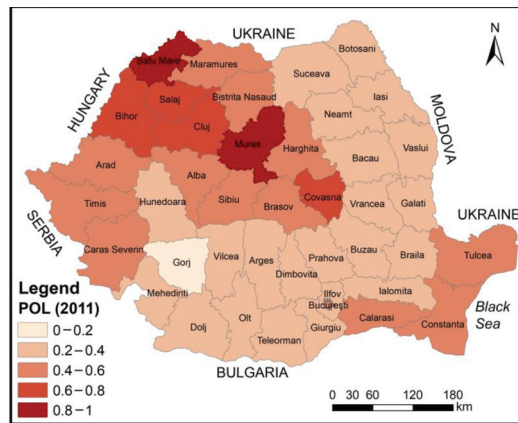 UKRAINE
N
Botosani
Satu Mare
Maramures
Suceava
HUNGARY
Salaj
Bistrita Nasaud
Iasi
MOLDOVA
Bihor
Cluj
Neamt
Mures
Harghita
Bacau
Vaslui
Arad
Alba
Covasna
Timis
Hunedoara
Sibiu
Brasov
Vrancea
Galati
SERBIA
UKRAINE
Caras Severin
Gorj
Vilcea
Arges
Prahova
Buzau
Braila
Tulcea
Dimbovita
Mehedinti
Ilfov
Bucureşti
Ialomita
Black
Sea
Dolj
Olt
Teleorman
Giurgiu
Calarasi
Constanta
BULGARIA
Legend
POL (2011)
0–0.2
0.2–0.4
0.4–0.6
0.6–0.8
0.8–1
0 30 60 120 180
km